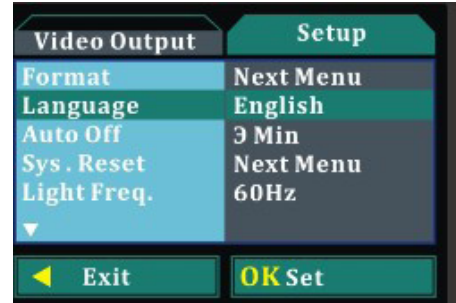 Video Output Setup
Format Next Menu
Language English
Auto Off Э Min
Sys . Reset Next Menu
Light Freq. 60Hz
Exit OK Set